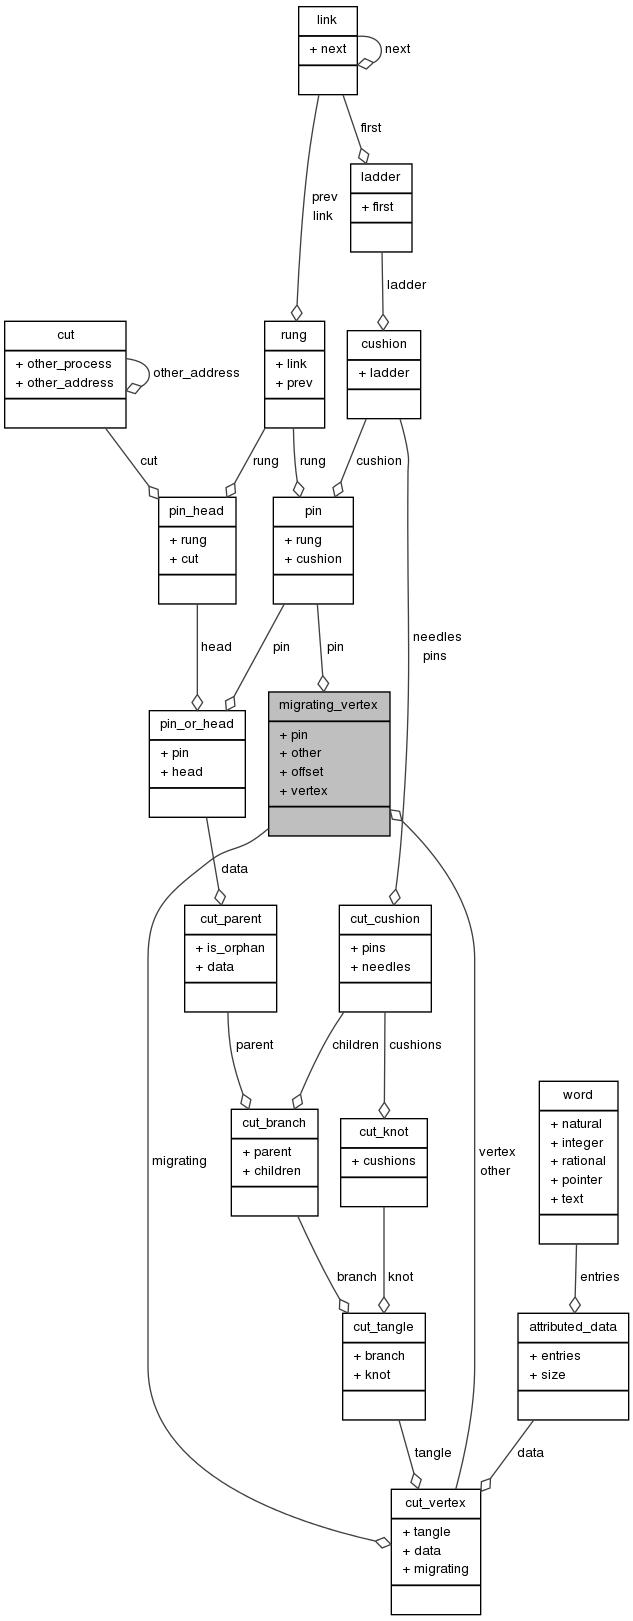 link
+ next
next
first
ladder
+ first
prev
link
ladder
cut
+ other_process
+ other_address
other_address
rung
+ link
+ prev
cushion
+ ladder
cut
rung
rung
cushion
pin_head
+ rung
+ cut
pin
+ rung
+ cushion
needles
pins
head
pin
pin
migrating_vertex
+ pin
+ other
+ offset
+ vertex
pin_or_head
+ pin
+ head
data
cut_parent
+ is_orphan
+ data
cut_cushion
+ pins
+ needles
parent
children
cushions
word
+ natural
+ integer
+ rational
+ pointer
+ text
cut_branch
+ parent
+ children
cut_knot
+ cushions
migrating
vertex
other
branch
knot
entries
cut_tangle
+ branch
+ knot
attributed_data
+ entries
+ size
tangle
data
cut_vertex
+ tangle
+ data
+ migrating